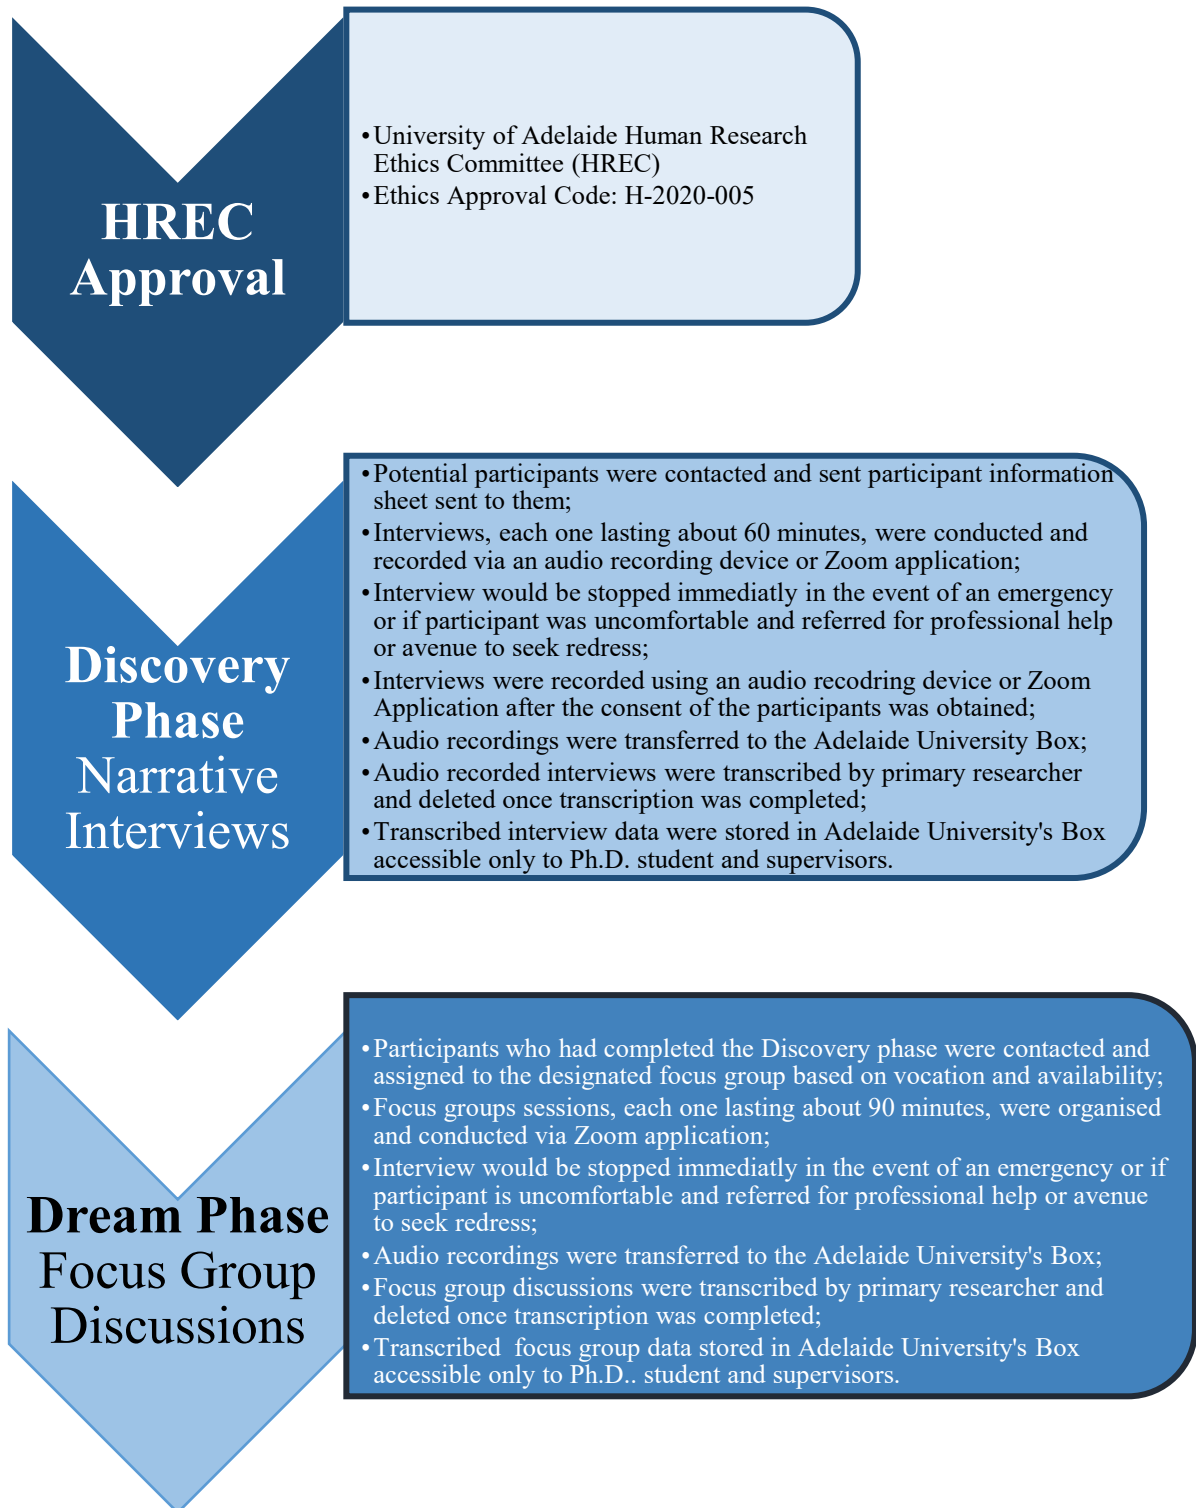 HREC
Approval
•University of Adelaide Human Research
Ethics Committee (HREC)
•Ethics Approval Code: H-2020-005
Discovery
Phase
Narrative
Interviews
•Potential participants were contacted and sent participant information
sheet sent to them;
•Interviews, each one lasting about 60 minutes, were conducted and
recorded via an audio recording device or Zoom application;
•Interview would be stopped immediatly in the event of an emergency
or if participant was uncomfortable and referred for professional help
or avenue to seek redress;
•Interviews were recorded using an audio recodring device or Zoom
Application after the consent of the participants was obtained;
•Audio recordings were transferred to the Adelaide University Box;
•Audio recorded interviews were transcribed by primary researcher
and deleted once transcription was completed;
•Transcribed interview data were stored in Adelaide University's Box
accessible only to Ph.D. student and supervisors.
Dream Phase
Focus Group
Discussions
•Participants who had completed the Discovery phase were contacted and
assigned to the designated focus group based on vocation and availability;
•Focus groups sessions, each one lasting about 90 minutes, were organised
and conducted via Zoom application;
•Interview would be stopped immediatly in the event of an emergency or if
participant is uncomfortable and referred for professional help or avenue
to seek redress;
•Audio recordings were transferred to the Adelaide University's Box;
•Focus group discussions were transcribed by primary researcher and
deleted once transcription was completed;
•Transcribed  focus group data stored in Adelaide University's Box
accessible only to Ph.D.. student and supervisors.